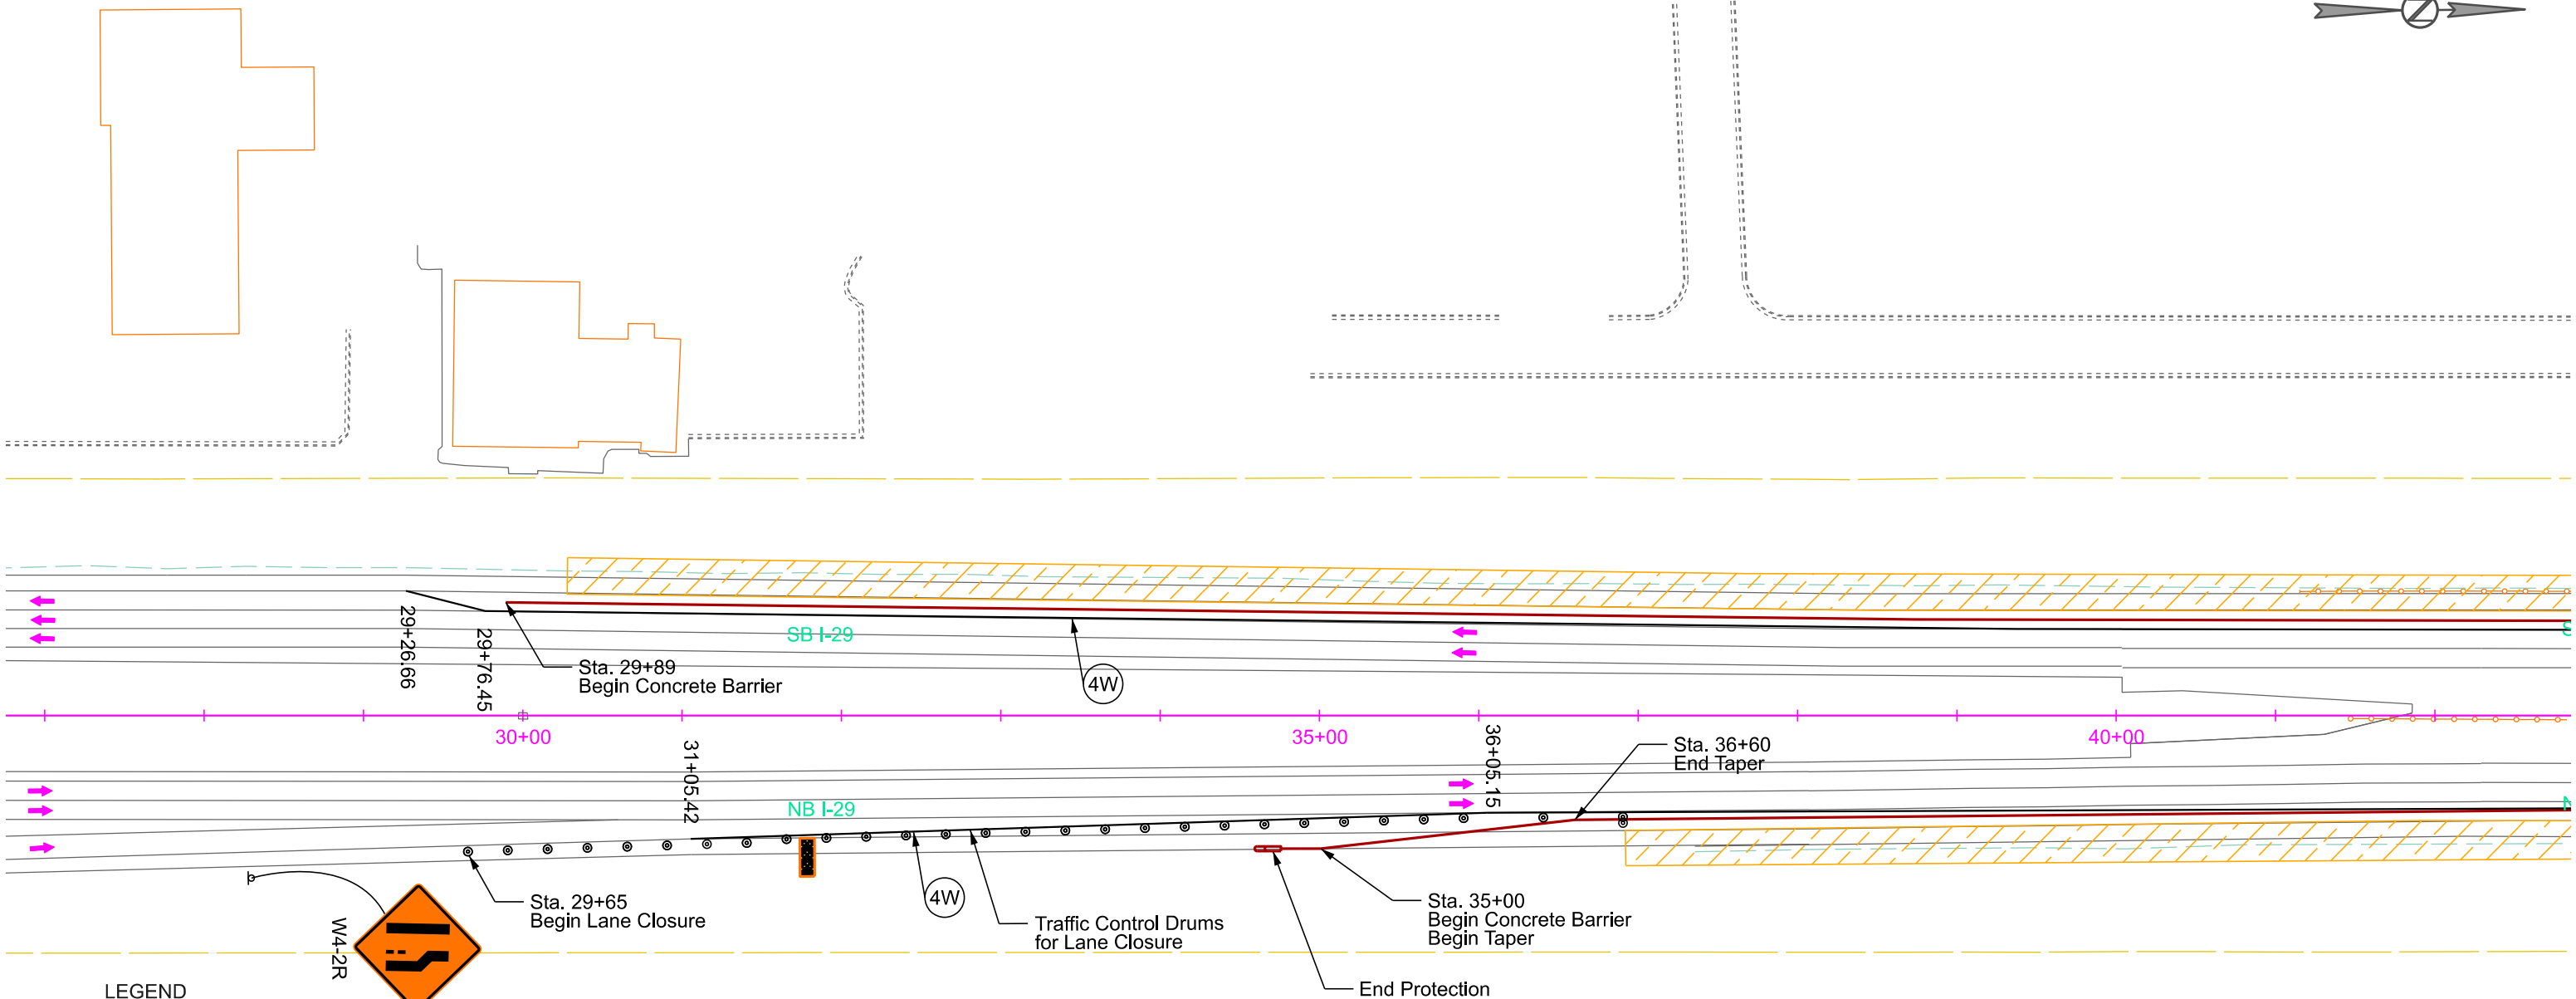 29+26.66
29+76.45
Sta. 29+89
Begin Concrete Barrier
SB I-29
4W
30+00
35+00
40+00
31+05.42
36+05.15
Sta. 36+60
End Taper
NB I-29
4W
Sta. 29+65
Begin Lane Closure
Traffic Control Drums
for Lane Closure
Sta. 35+00
Begin Concrete Barrier
Begin Taper
End Protection
W4-2R
LEGEND